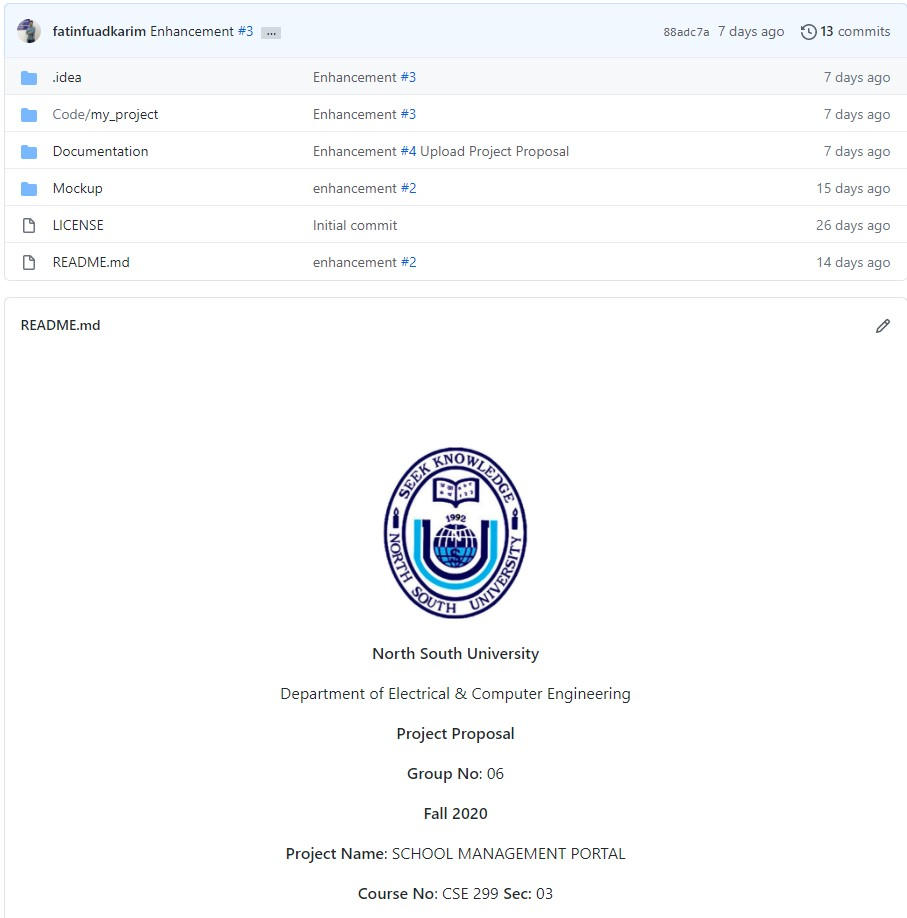 fatinfuadkarim Enhancement #3 ... 88adc7a 7 days ago 13 commits
.idea Enhancement #3 7 days ago
Code/my_project Enhancement #3 7 days ago
Documentation Enhancement #4 Upload Project Proposal 7 days ago
Mockup enhancement #2 15 days ago
LICENSE Initial commit 26 days ago
README.md enhancement #2 14 days ago
README.md
SEEK KNOWLEDGE
1992
NORTH SOUTH UNIVERSITY
North South University
Department of Electrical & Computer Engineering
Project Proposal
Group No: 06
Fall 2020
Project Name: SCHOOL MANAGEMENT PORTAL
Course No: CSE 299 Sec: 03